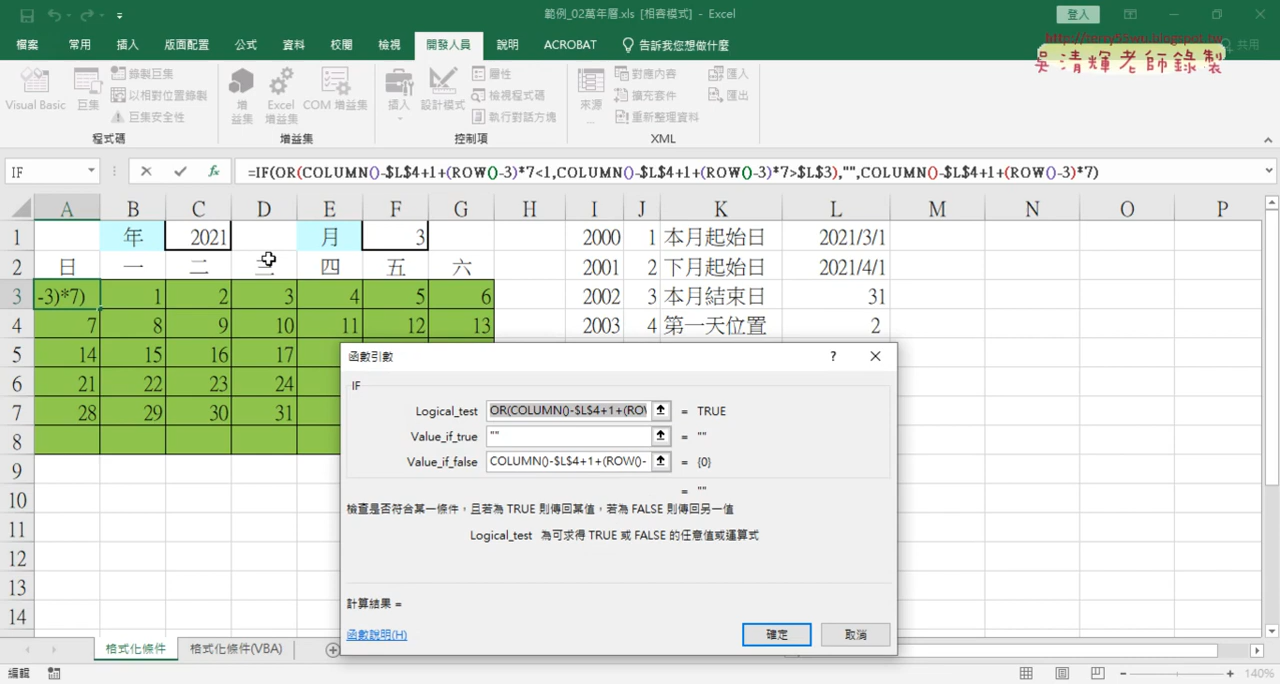 範例_02萬年曆.xls [相容模式] - Excel
登入
檔案 常用 插入 版面配置 公式 資料 校閱 檢視 開發人員 說明 ACROBAT 告訴我您想做什麼 共用
http://terry55wu.blogspot.tw
吳清輝老師錄製
Visual Basic 巨集 錄製巨集 以相對位置錄製 巨集安全性
程式碼
增益集 Excel 增益集 COM 增益集
增益集
插入 設計模式 屬性 檢視程式碼 執行對話方塊
控制項
來源 對應內容 擴充套件 重新整理資料 匯入 匯出
XML
IF fx =IF(OR(COLUMN()-$L$4+1+(ROW()-3)*7<1,COLUMN()-$L$4+1+(ROW()-3)*7>$L$3),"",COLUMN()-$L$4+1+(ROW()-3)*7)
A B C D E F G H I J K L M N O P
1 年 2021 月 3 2000 1 本月起始日 2021/3/1
2 日 一 二 三 四 五 六 2001 2 下月起始日 2021/4/1
3 -3)*7) 1 2 3 4 5 6 2002 3 本月結束日 31
4 7 8 9 10 11 12 13 2003 4 第一天位置 2
5 14 15 16 17
6 21 22 23 24
7 28 29 30 31
8
9
10
11
12
13
14
函數引數 ?
IF
Logical_test OR(COLUMN()-$L$4+1+(ROV = TRUE
Value_if_true "" = ""
Value_if_false COLUMN()-$L$4+1+(ROW()- = {0}
= ""
檢查是否符合某一條件，且若為 TRUE 則傳回某值，若為 FALSE 則傳回另一值
Logical_test 為可求得 TRUE 或 FALSE 的任意值或運算式
計算結果 =
函數說明(H) 確定 取消
格式化條件 格式化條件(VBA)
編輯 140%